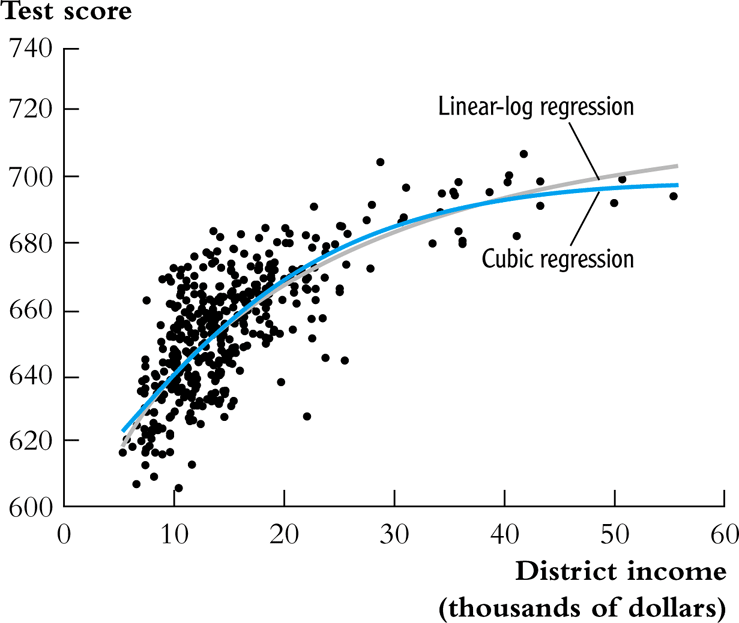 Test score
740
720
700
680
660
640
620
600
Linear-log regression
Cubic regression
0 10 20 30 40 50 60
District income
(thousands of dollars)